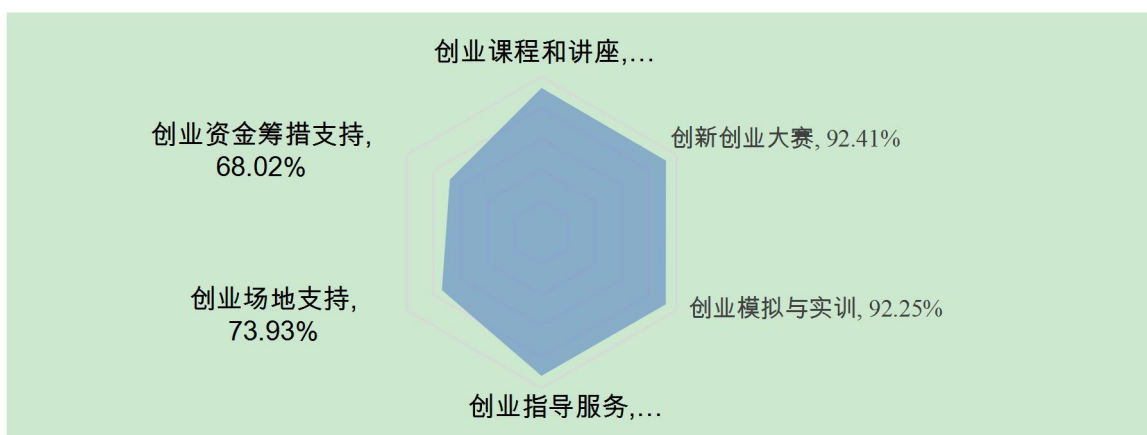 创业课程和讲座,…
创新创业大赛, 92.41%
创业模拟与实训, 92.25%
创业指导服务,…
创业场地支持,
73.93%
创业资金筹措支持,
68.02%